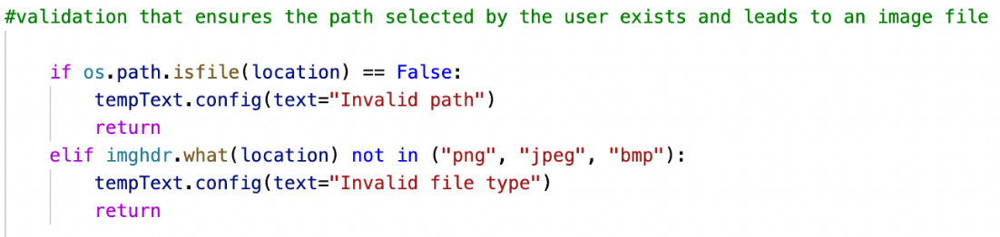 #validation that ensures the path selected by the user exists and leads to an image file
if os.path.isfile(location) == False:
tempText.config(text="Invalid path")
return
elif imghdr.what(location) not in ("png", "jpeg", "bmp"):
tempText.config(text="Invalid file type")
return